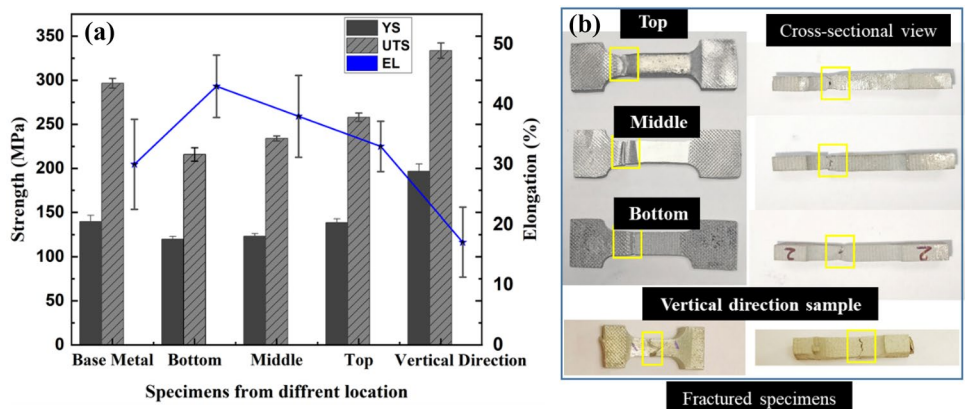 (a)
YS
UTS
EL
350
300
250
200
150
100
50
0
50
40
30
20
10
0
Strength (MPa)
Elongation (%)
Base Metal Bottom Middle Top Vertical Direction
Specimens from diffrent location
(b)
Top
Cross-sectional view
Middle
Bottom
2 2
Vertical direction sample
Fractured specimens